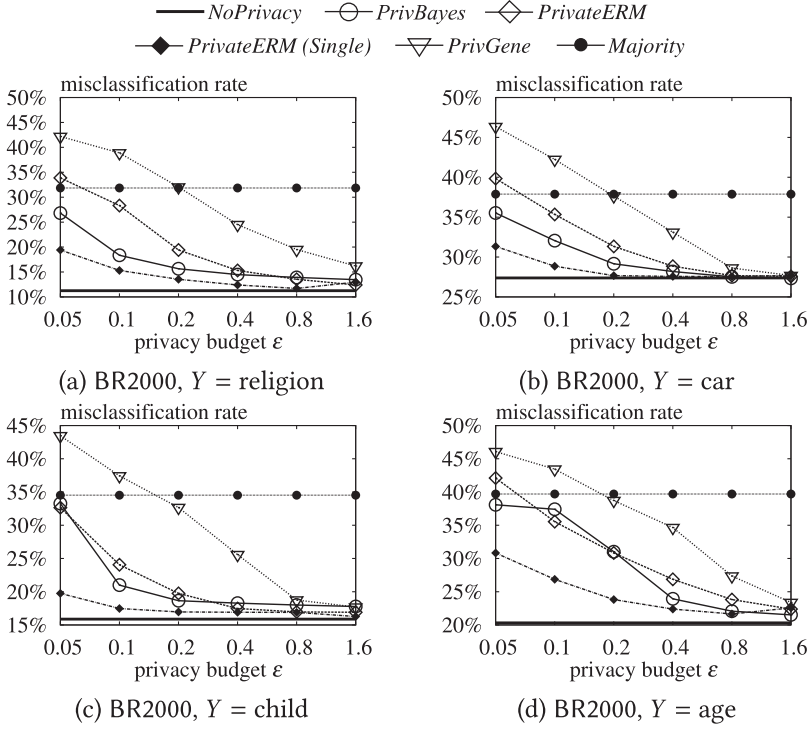 NoPrivacy PrivBayes PrivateERM
PrivateERM (Single) PrivGene Majority
misclassification rate
50%
45%
40%
35%
30%
25%
20%
15%
10%
0.05 0.1 0.2 0.4 0.8 1.6
privacy budget ε
(a) BR2000, Y = religion
misclassification rate
50%
45%
40%
35%
30%
25%
0.05 0.1 0.2 0.4 0.8 1.6
privacy budget ε
(b) BR2000, Y = car
misclassification rate
45%
40%
35%
30%
25%
20%
15%
0.05 0.1 0.2 0.4 0.8 1.6
privacy budget ε
(c) BR2000, Y = child
misclassification rate
50%
45%
40%
35%
30%
25%
20%
0.05 0.1 0.2 0.4 0.8 1.6
privacy budget ε
(d) BR2000, Y = age